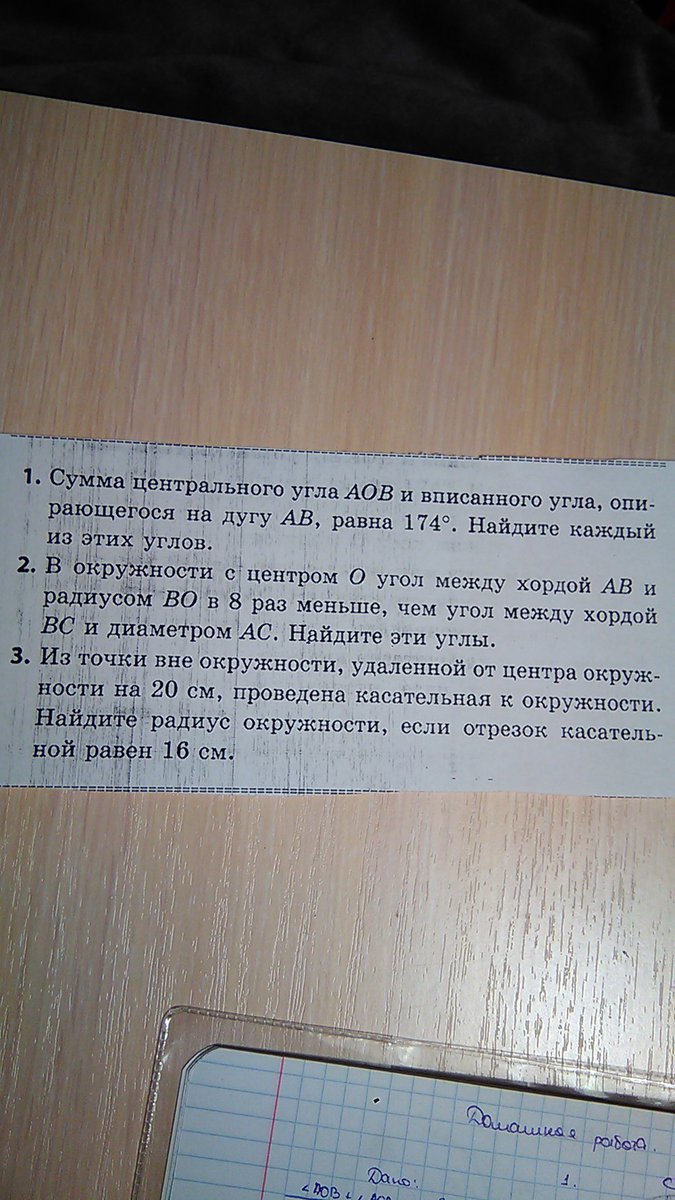 1. Сумма центрального угла AOB и вписанного угла, опи-
рающегося на дугу AB, равна 174°. Найдите каждый
из этих углов.
2. В окружности с центром O угол между хордой AB и
радиусом BO в 8 раз меньше, чем угол между хордой
BC и диаметром AC. Найдите эти углы.
3. Из точки вне окружности, удаленной от центра окруж-
ности на 20 см, проведена касательная к окружности.
Найдите радиус окружности, если отрезок касатель-
ной равен 16 см.
Домашняя работа.
Дано: 1.